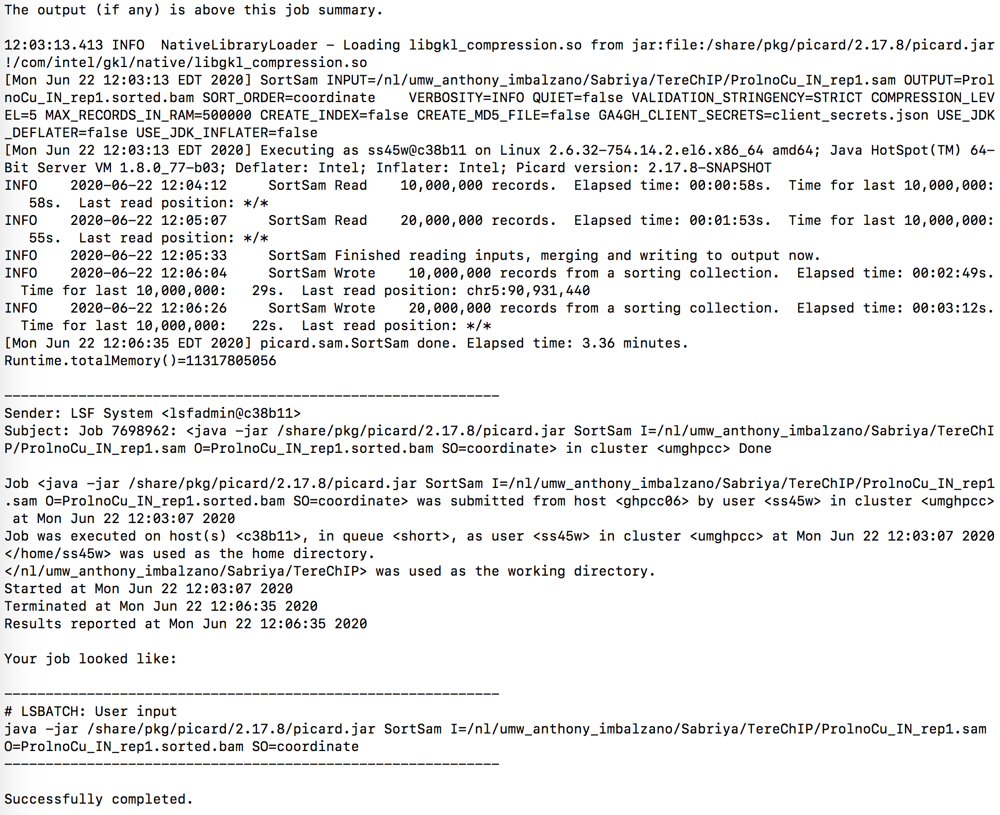 The output (if any) is above this job summary.
12:03:13.413 INFO  NativeLibraryLoader - Loading libgkl_compression.so from jar:file:/share/pkg/picard/2.17.8/picard.jar
!/com/intel/gkl/native/libgkl_compression.so
[Mon Jun 22 12:03:13 EDT 2020] SortSam INPUT=/nl/umw_anthony_imbalzano/Sabriya/TereChIP/ProlnoCu_IN_rep1.sam OUTPUT=Prol
noCu_IN_rep1.sorted.bam SORT_ORDER=coordinate    VERBOSITY=INFO QUIET=false VALIDATION_STRINGENCY=STRICT COMPRESSION_LEV
EL=5 MAX_RECORDS_IN_RAM=500000 CREATE_INDEX=false CREATE_MD5_FILE=false GA4GH_CLIENT_SECRETS=client_secrets.json USE_JDK
_DEFLATER=false USE_JDK_INFLATER=false
[Mon Jun 22 12:03:13 EDT 2020] Executing as ss45w@c38b11 on Linux 2.6.32-754.14.2.el6.x86_64 amd64; Java HotSpot(TM) 64-
Bit Server VM 1.8.0_77-b03; Deflater: Intel; Inflater: Intel; Picard version: 2.17.8-SNAPSHOT
INFO    2020-06-22 12:04:12     SortSam Read    10,000,000 records.  Elapsed time: 00:00:58s.  Time for last 10,000,000:
   58s.  Last read position: */*
INFO    2020-06-22 12:05:07     SortSam Read    20,000,000 records.  Elapsed time: 00:01:53s.  Time for last 10,000,000:
   55s.  Last read position: */*
INFO    2020-06-22 12:05:33     SortSam Finished reading inputs, merging and writing to output now.
INFO    2020-06-22 12:06:04     SortSam Wrote    10,000,000 records from a sorting collection.  Elapsed time: 00:02:49s.
  Time for last 10,000,000:   29s.  Last read position: chr5:90,931,440
INFO    2020-06-22 12:06:26     SortSam Wrote    20,000,000 records from a sorting collection.  Elapsed time: 00:03:12s.
  Time for last 10,000,000:   22s.  Last read position: */*
[Mon Jun 22 12:06:35 EDT 2020] picard.sam.SortSam done. Elapsed time: 3.36 minutes.
Runtime.totalMemory()=11317805056
------------------------------------------------------------
Sender: LSF System <lsfadmin@c38b11>
Subject: Job 7698962: <java -jar /share/pkg/picard/2.17.8/picard.jar SortSam I=/nl/umw_anthony_imbalzano/Sabriya/TereChI
P/ProlnoCu_IN_rep1.sam O=ProlnoCu_IN_rep1.sorted.bam SO=coordinate> in cluster <umghpcc> Done
Job <java -jar /share/pkg/picard/2.17.8/picard.jar SortSam I=/nl/umw_anthony_imbalzano/Sabriya/TereChIP/ProlnoCu_IN_rep1
.sam O=ProlnoCu_IN_rep1.sorted.bam SO=coordinate> was submitted from host <ghpcc06> by user <ss45w> in cluster <umghpcc>
 at Mon Jun 22 12:03:07 2020
Job was executed on host(s) <c38b11>, in queue <short>, as user <ss45w> in cluster <umghpcc> at Mon Jun 22 12:03:07 2020
</home/ss45w> was used as the home directory.
</nl/umw_anthony_imbalzano/Sabriya/TereChIP> was used as the working directory.
Started at Mon Jun 22 12:03:07 2020
Terminated at Mon Jun 22 12:06:35 2020
Results reported at Mon Jun 22 12:06:35 2020
Your job looked like:
------------------------------------------------------------
# LSBATCH: User input
java -jar /share/pkg/picard/2.17.8/picard.jar SortSam I=/nl/umw_anthony_imbalzano/Sabriya/TereChIP/ProlnoCu_IN_rep1.sam
O=ProlnoCu_IN_rep1.sorted.bam SO=coordinate
------------------------------------------------------------
Successfully completed.